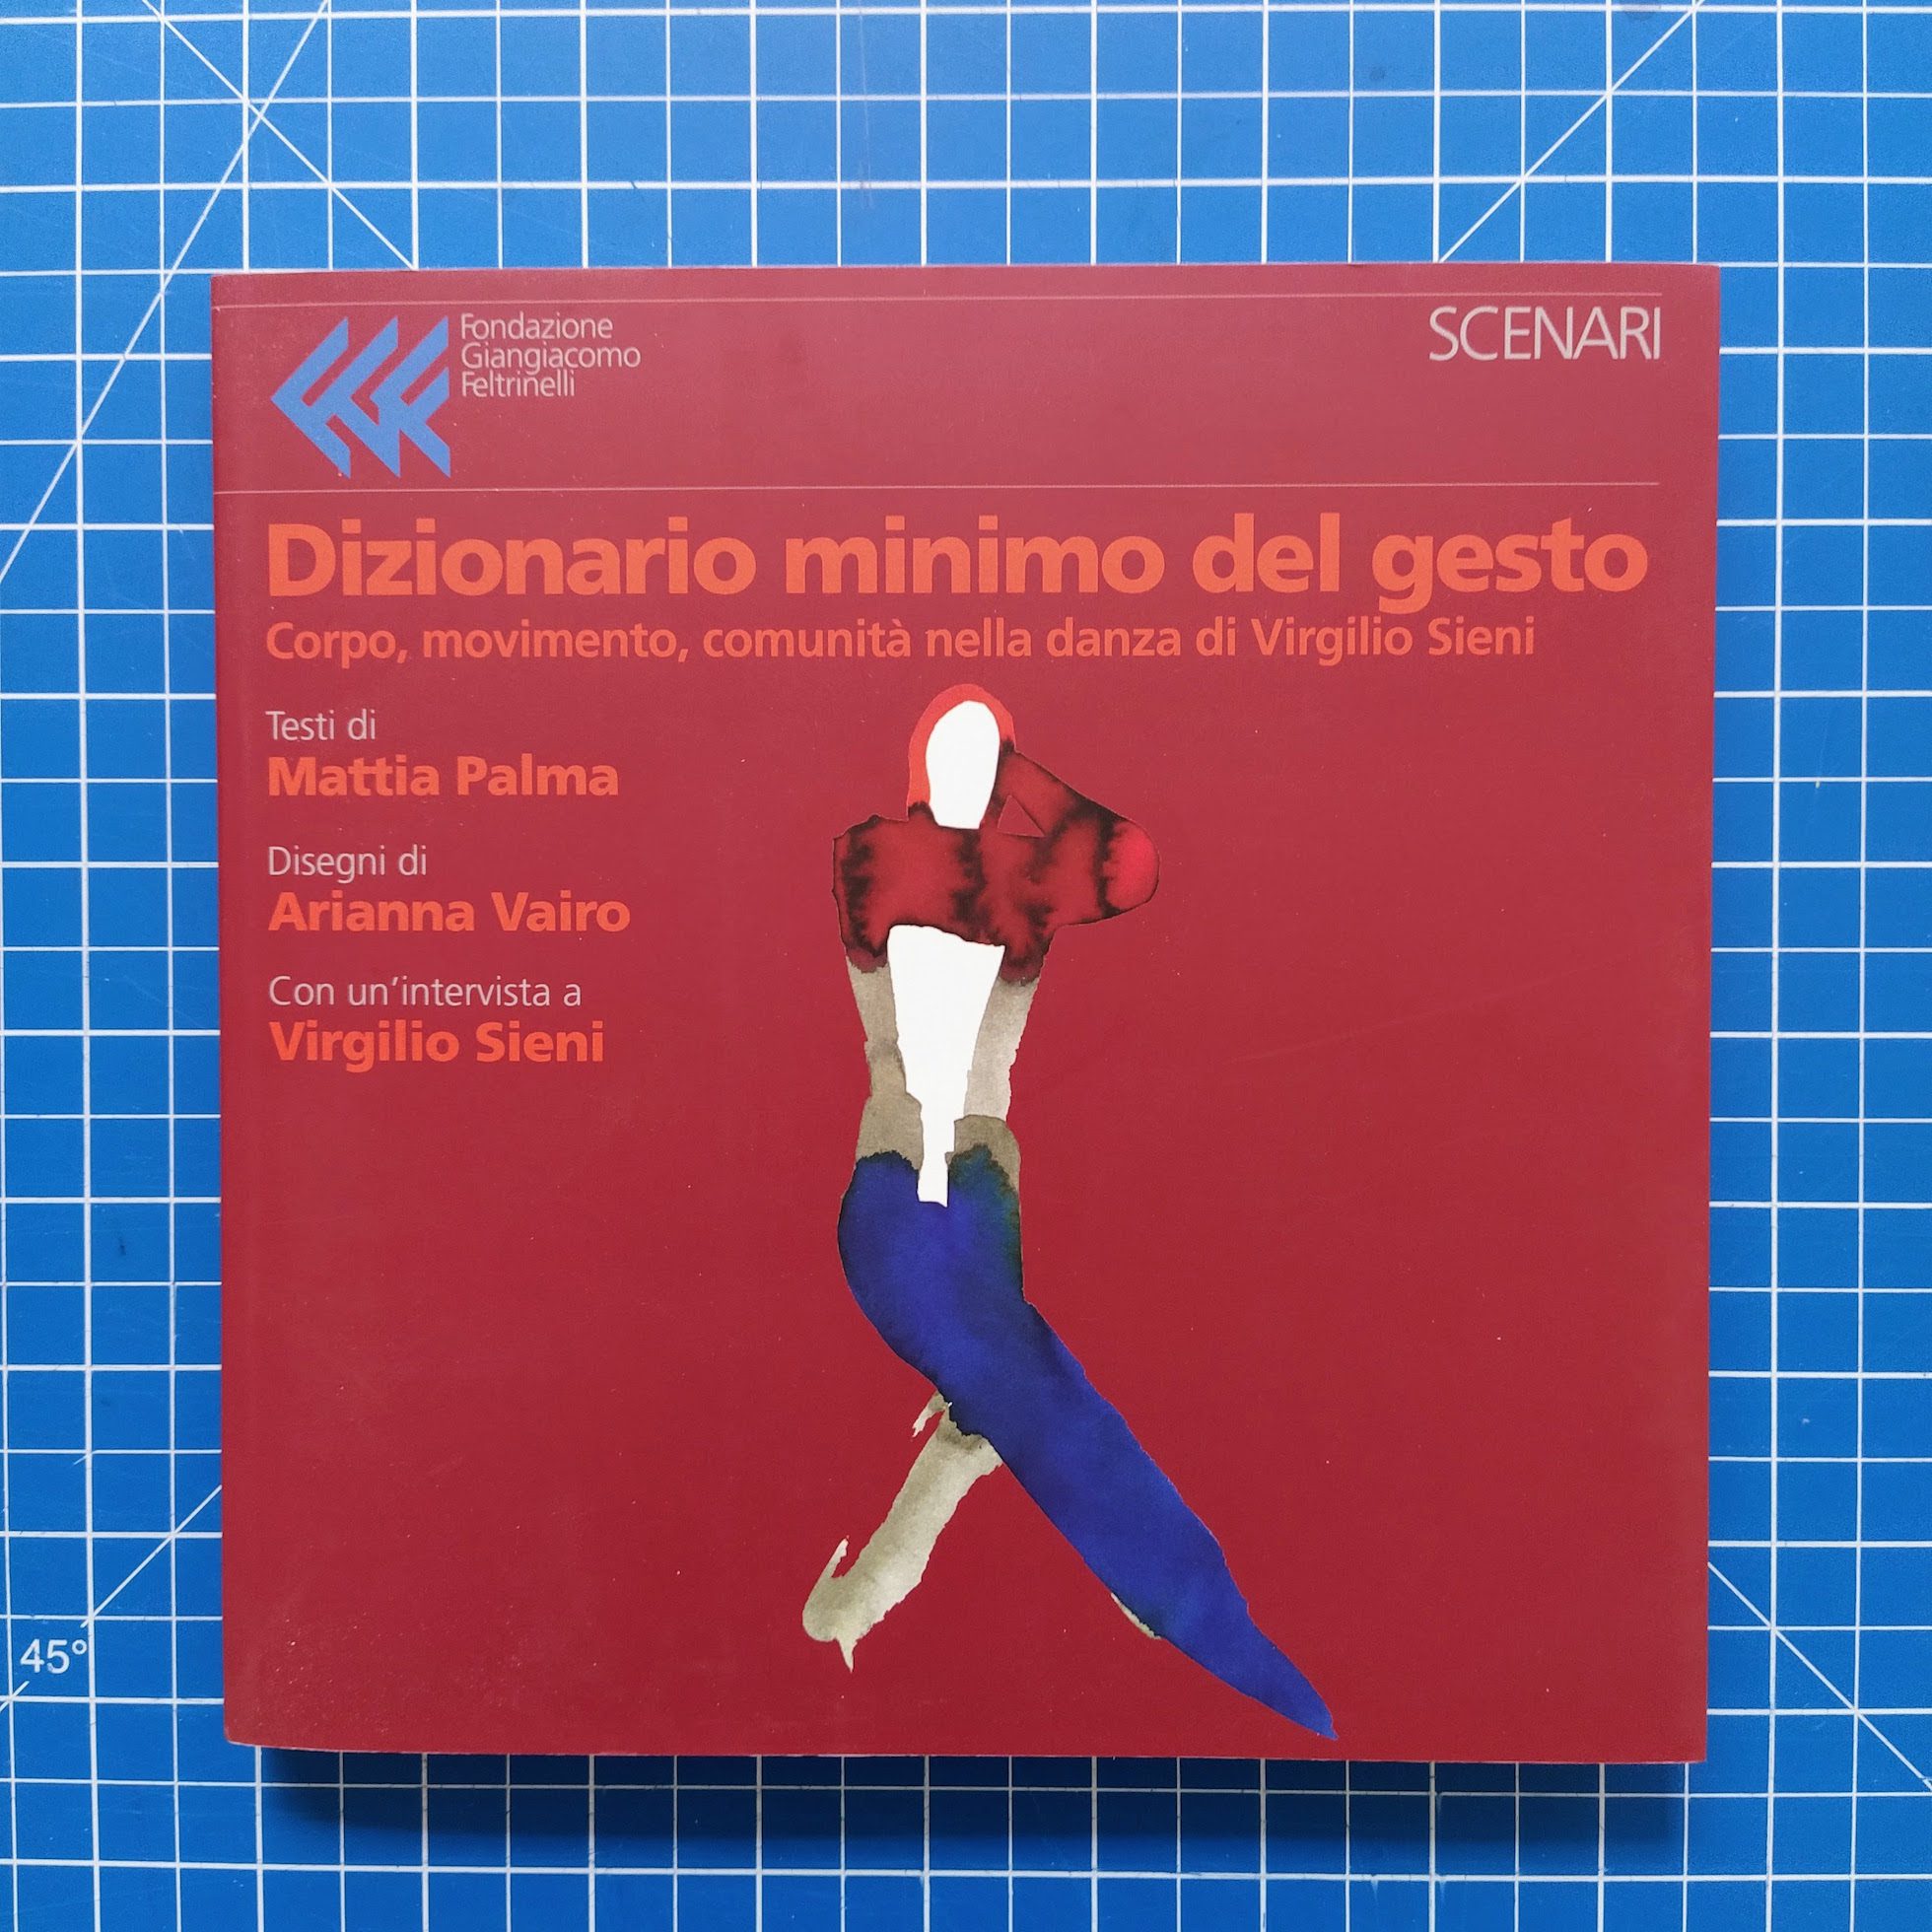 Fondazione
Giangiacomo
Feltrinelli
SCENARI
Dizionario minimo del gesto
Corpo, movimento, comunità nella danza di Virgilio Sieni
Testi di
Mattia Palma
Disegni di
Arianna Vairo
Con un’intervista a
Virgilio Sieni
45°